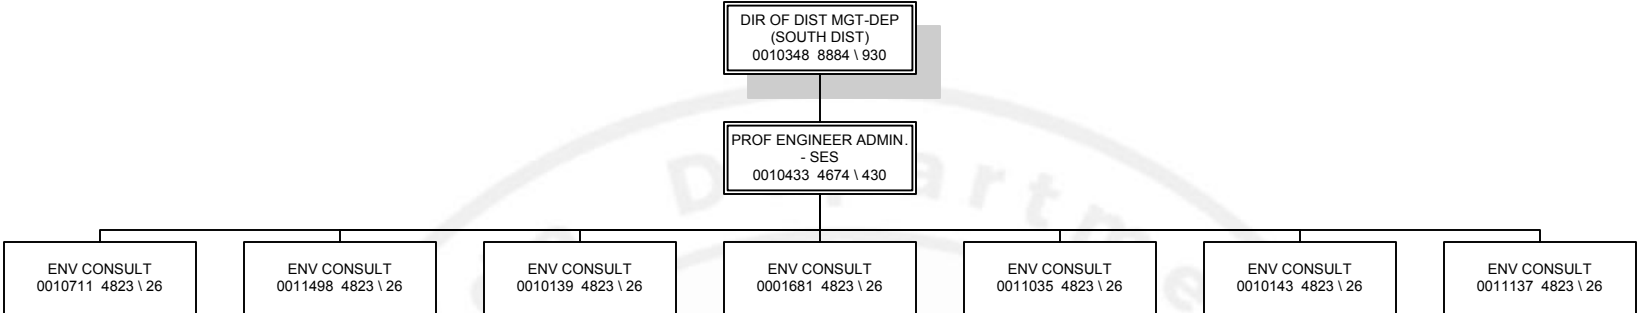 DIR OF DIST MGT-DEP
(SOUTH DIST)
0010348 8884 \ 930
PROF ENGINEER ADMIN.
- SES
0010433 4674 \ 430
ENV CONSULT
0010711 4823 \ 26
ENV CONSULT
0011498 4823 \ 26
ENV CONSULT
0010139 4823 \ 26
ENV CONSULT
0001681 4823 \ 26
ENV CONSULT
0011035 4823 \ 26
ENV CONSULT
0010143 4823 \ 26
ENV CONSULT
0011137 4823 \ 26